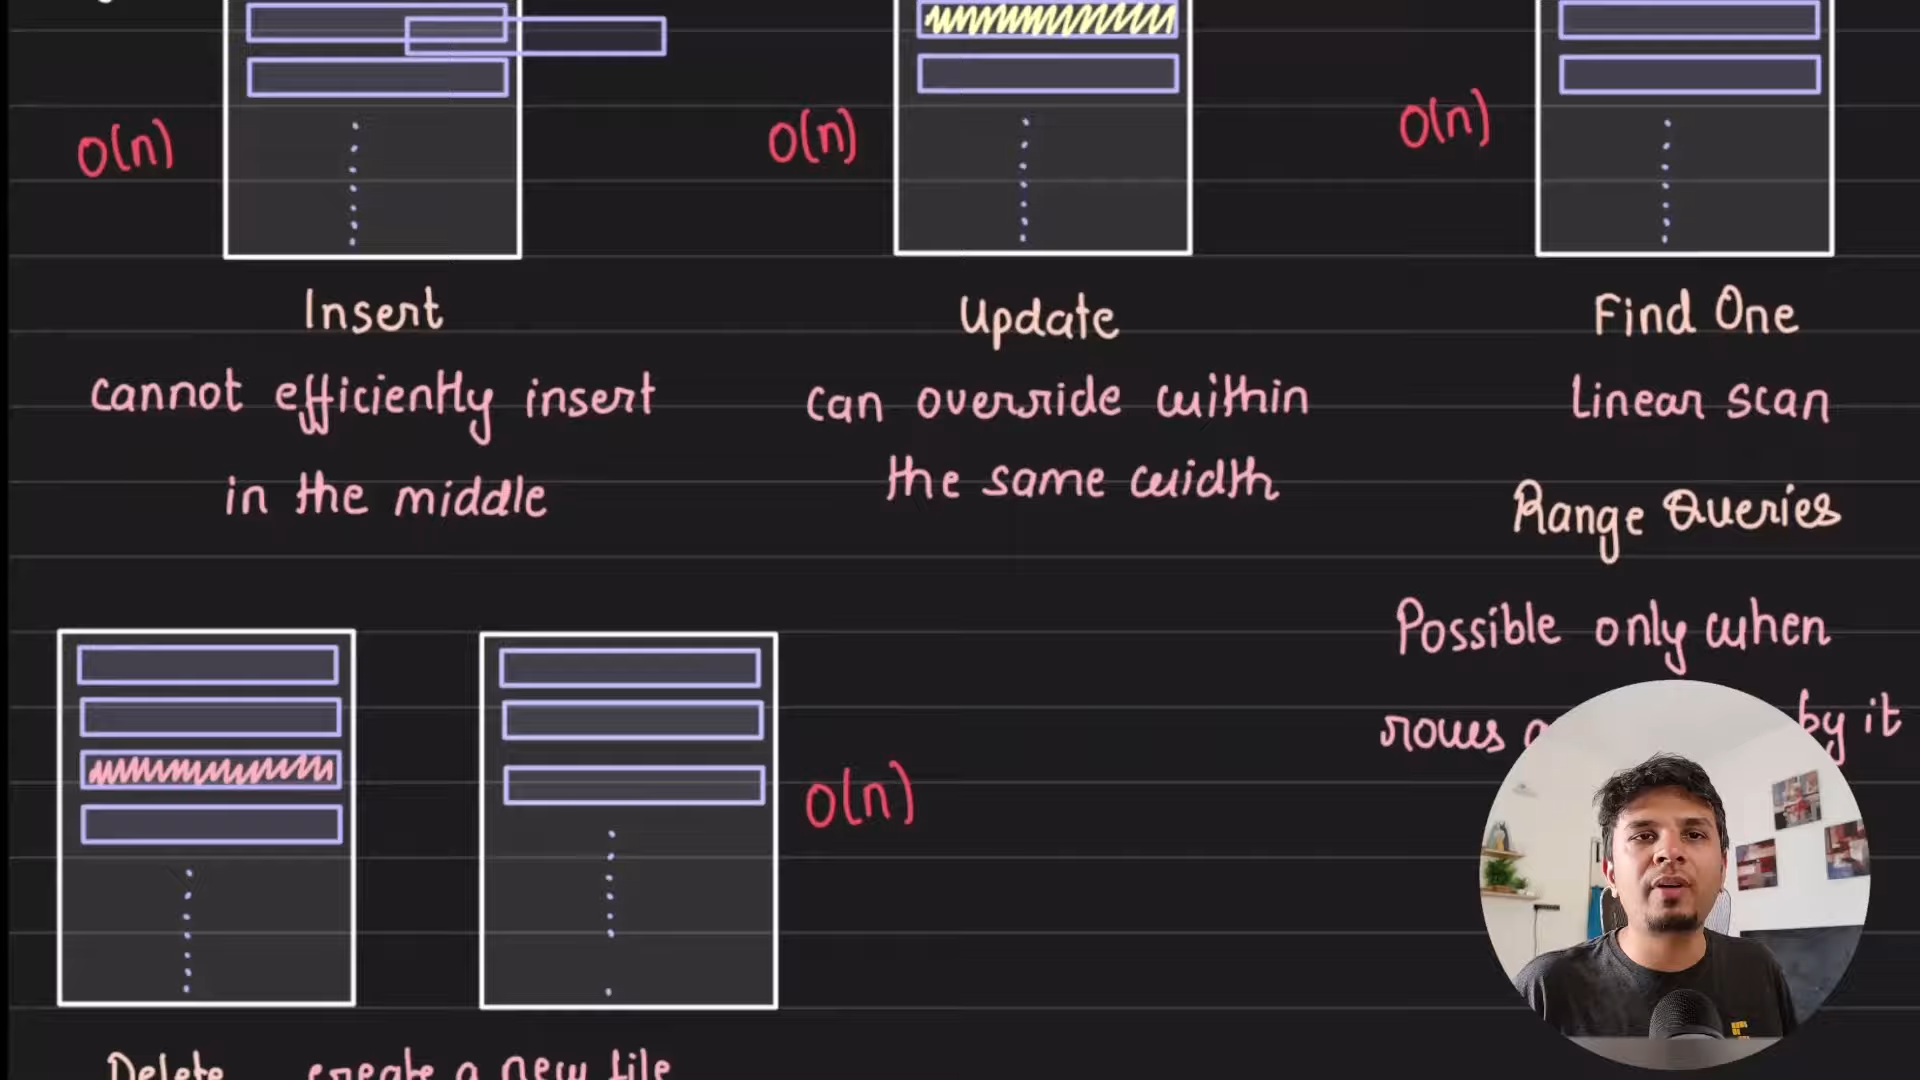 O(n)
Insert
cannot efficiently insert
in the middle
O(n)
Update
can override within
the same width
O(n)
Find One
Linear scan
Range Queries
Possible only when
rows by it
O(n)
Delete create a new file